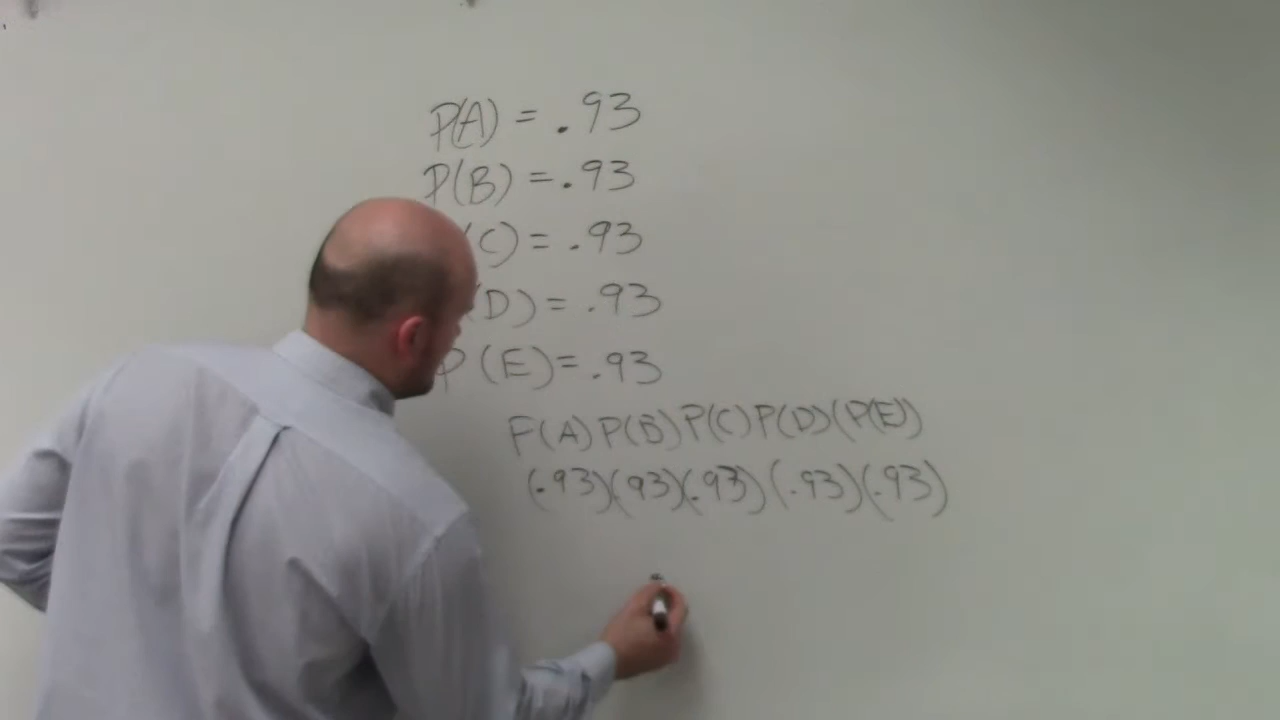 P(A) = .93
P(B) = .93
(C) = .93
(D) = .93
P(E) = .93
P(A)P(B)P(C)P(D)(P(E))
(.93)(.93)(.93)(.93)(.93)